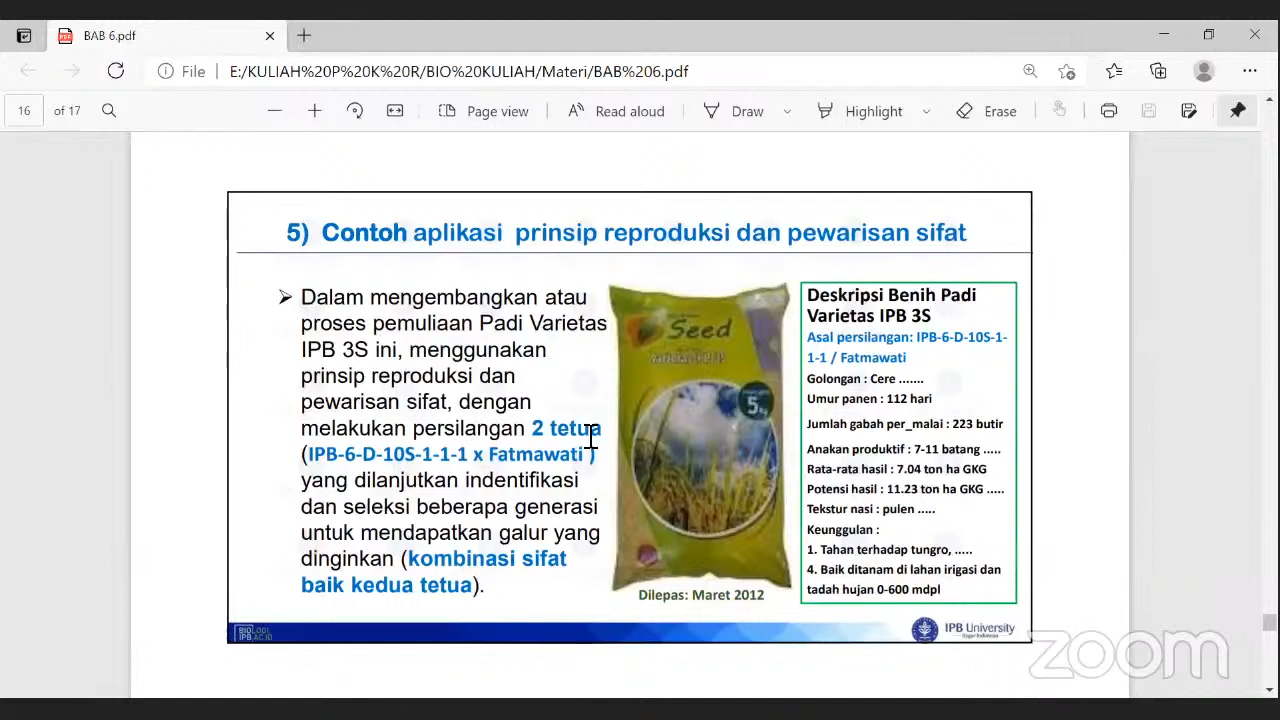 BAB 6.pdf
File
E:/KULIAH%20P%20K%20R/BIO%20KULIAH/Materi/BAB%206.pdf
16 of 17
Page view
Read aloud
Draw
Highlight
Erase
5) Contoh aplikasi prinsip reproduksi dan pewarisan sifat
Dalam mengembangkan atau
proses pemuliaan Padi Varietas
IPB 3S ini, menggunakan
prinsip reproduksi dan
pewarisan sifat, dengan
melakukan persilangan 2 tetua
(IPB-6-D-10S-1-1-1 x Fatmawati )
yang dilanjutkan indentifikasi
dan seleksi beberapa generasi
untuk mendapatkan galur yang
dinginkan (kombinasi sifat
baik kedua tetua).
Seed
5
Dilepas: Maret 2012
Deskripsi Benih Padi
Varietas IPB 3S
Asal persilangan: IPB-6-D-10S-1-
1-1 / Fatmawati
Golongan : Cere .......
Umur panen : 112 hari
Jumlah gabah per_malai : 223 butir
Anakan produktif : 7-11 batang .....
Rata-rata hasil : 7.04 ton ha GKG
Potensi hasil : 11.23 ton ha GKG .....
Tekstur nasi : pulen .....
Keunggulan :
1. Tahan terhadap tungro, .....
4. Baik ditanam di lahan irigasi dan
tadah hujan 0-600 mdpl
BIOLOGI.
IPB.AC.ID
IPB University
Bogor Indonesia
zoom